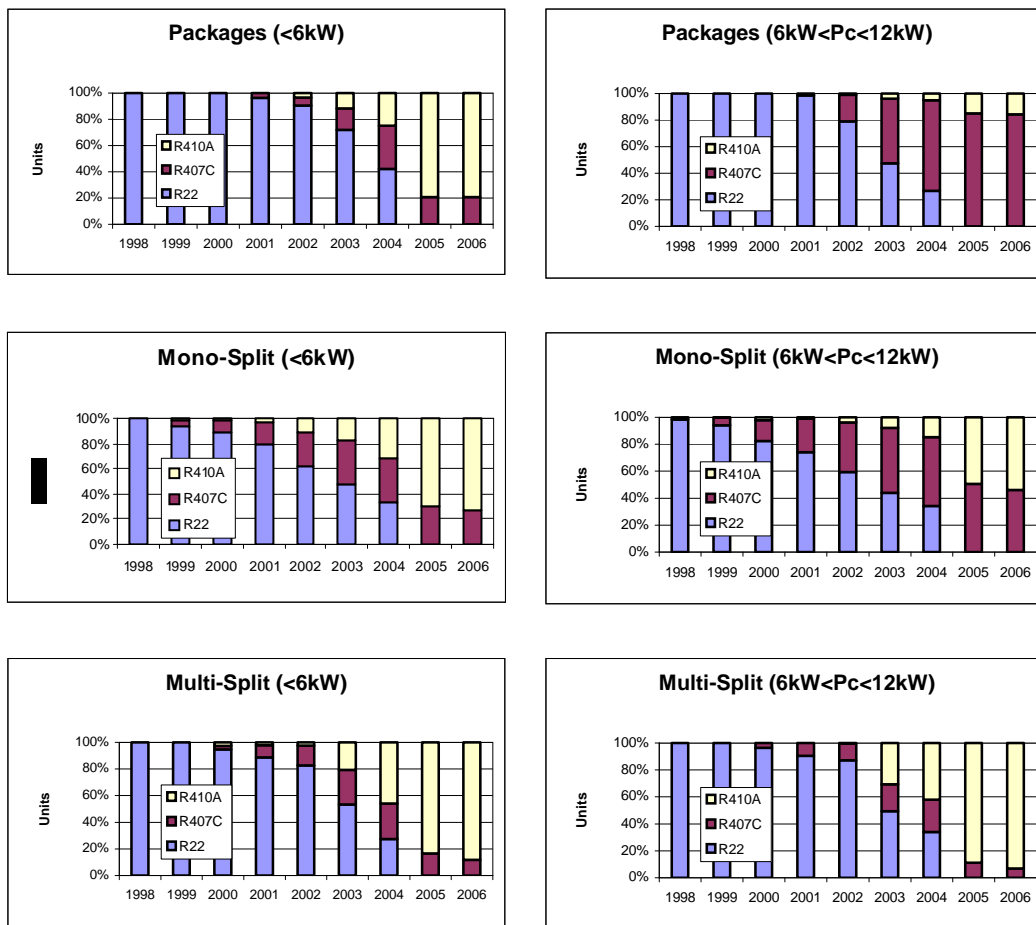 Packages (<6kW)
100%
80%
60%
40%
20%
0%
Units
R410A
R407C
R22
1998 1999 2000 2001 2002 2003 2004 2005 2006
Packages (6kW<Pc<12kW)
100%
80%
60%
40%
20%
0%
Units
R410A
R407C
R22
1998 1999 2000 2001 2002 2003 2004 2005 2006
Mono-Split (<6kW)
100%
80%
60%
40%
20%
0%
R410A
R407C
R22
1998 1999 2000 2001 2002 2003 2004 2005 2006
Mono-Split (6kW<Pc<12kW)
100%
80%
60%
40%
20%
0%
Units
R410A
R407C
R22
1998 1999 2000 2001 2002 2003 2004 2005 2006
Multi-Split (<6kW)
100%
80%
60%
40%
20%
0%
Units
R410A
R407C
R22
1998 1999 2000 2001 2002 2003 2004 2005 2006
Multi-Split (6kW<Pc<12kW)
100%
80%
60%
40%
20%
0%
Units
R410A
R407C
R22
1998 1999 2000 2001 2002 2003 2004 2005 2006